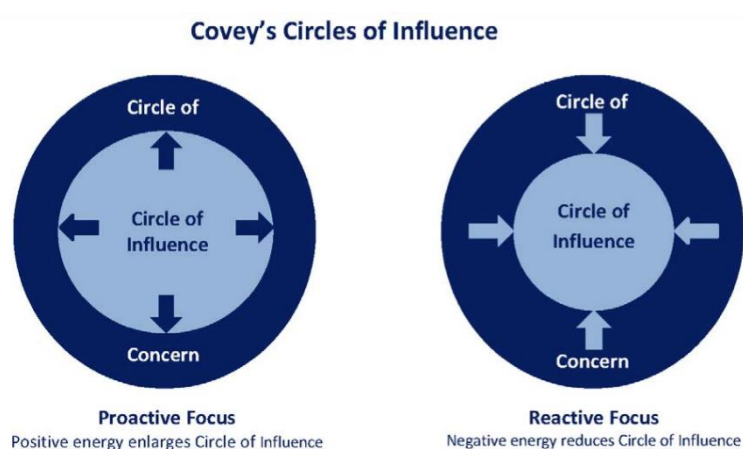 Covey's Circles of Influence
Circle of
Circle of
Influence
Concern
Proactive Focus
Positive energy enlarges Circle of Influence
Circle of
Circle of
Influence
Concern
Reactive Focus
Negative energy reduces Circle of Influence